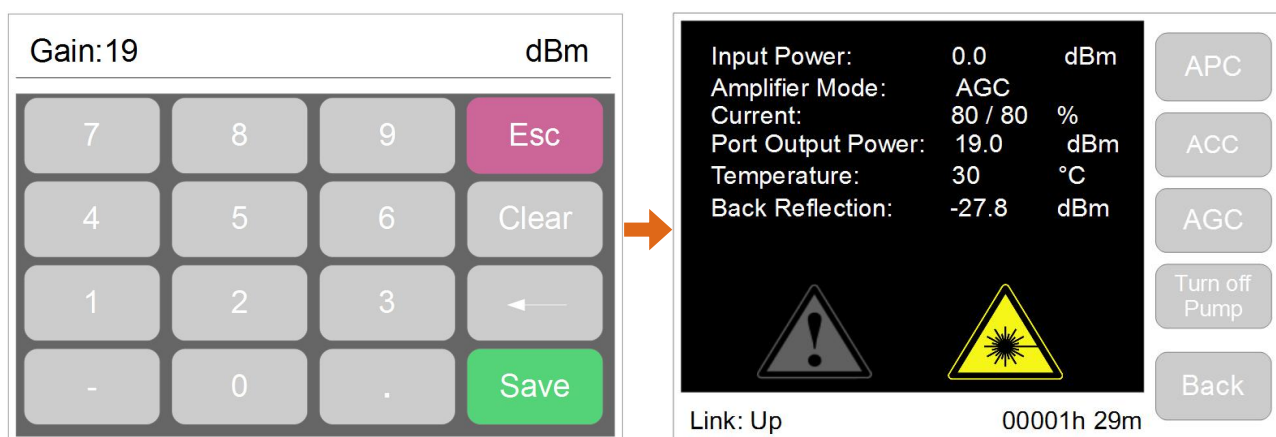 Gain:19 dBm
7 8 9 Esc
4 5 6 Clear
1 2 3
- 0 . Save
Input Power: 0.0 dBm
Amplifier Mode: AGC
Current: 80 / 80 %
Port Output Power: 19.0 dBm
Temperature: 30 °C
Back Reflection: -27.8 dBm
Link: Up 00001h 29m
APC
ACC
AGC
Turn off
Pump
Back